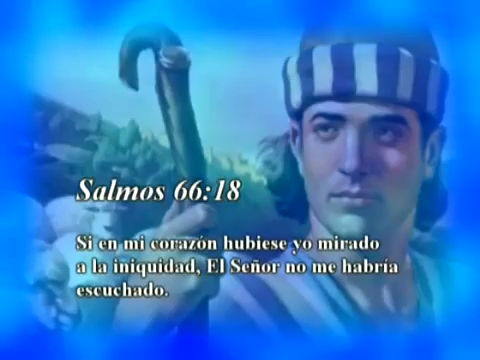 Salmos 66:18
Si en mi corazón hubiese yo mirado
a la iniquidad, El Señor no me habría
escuchado.